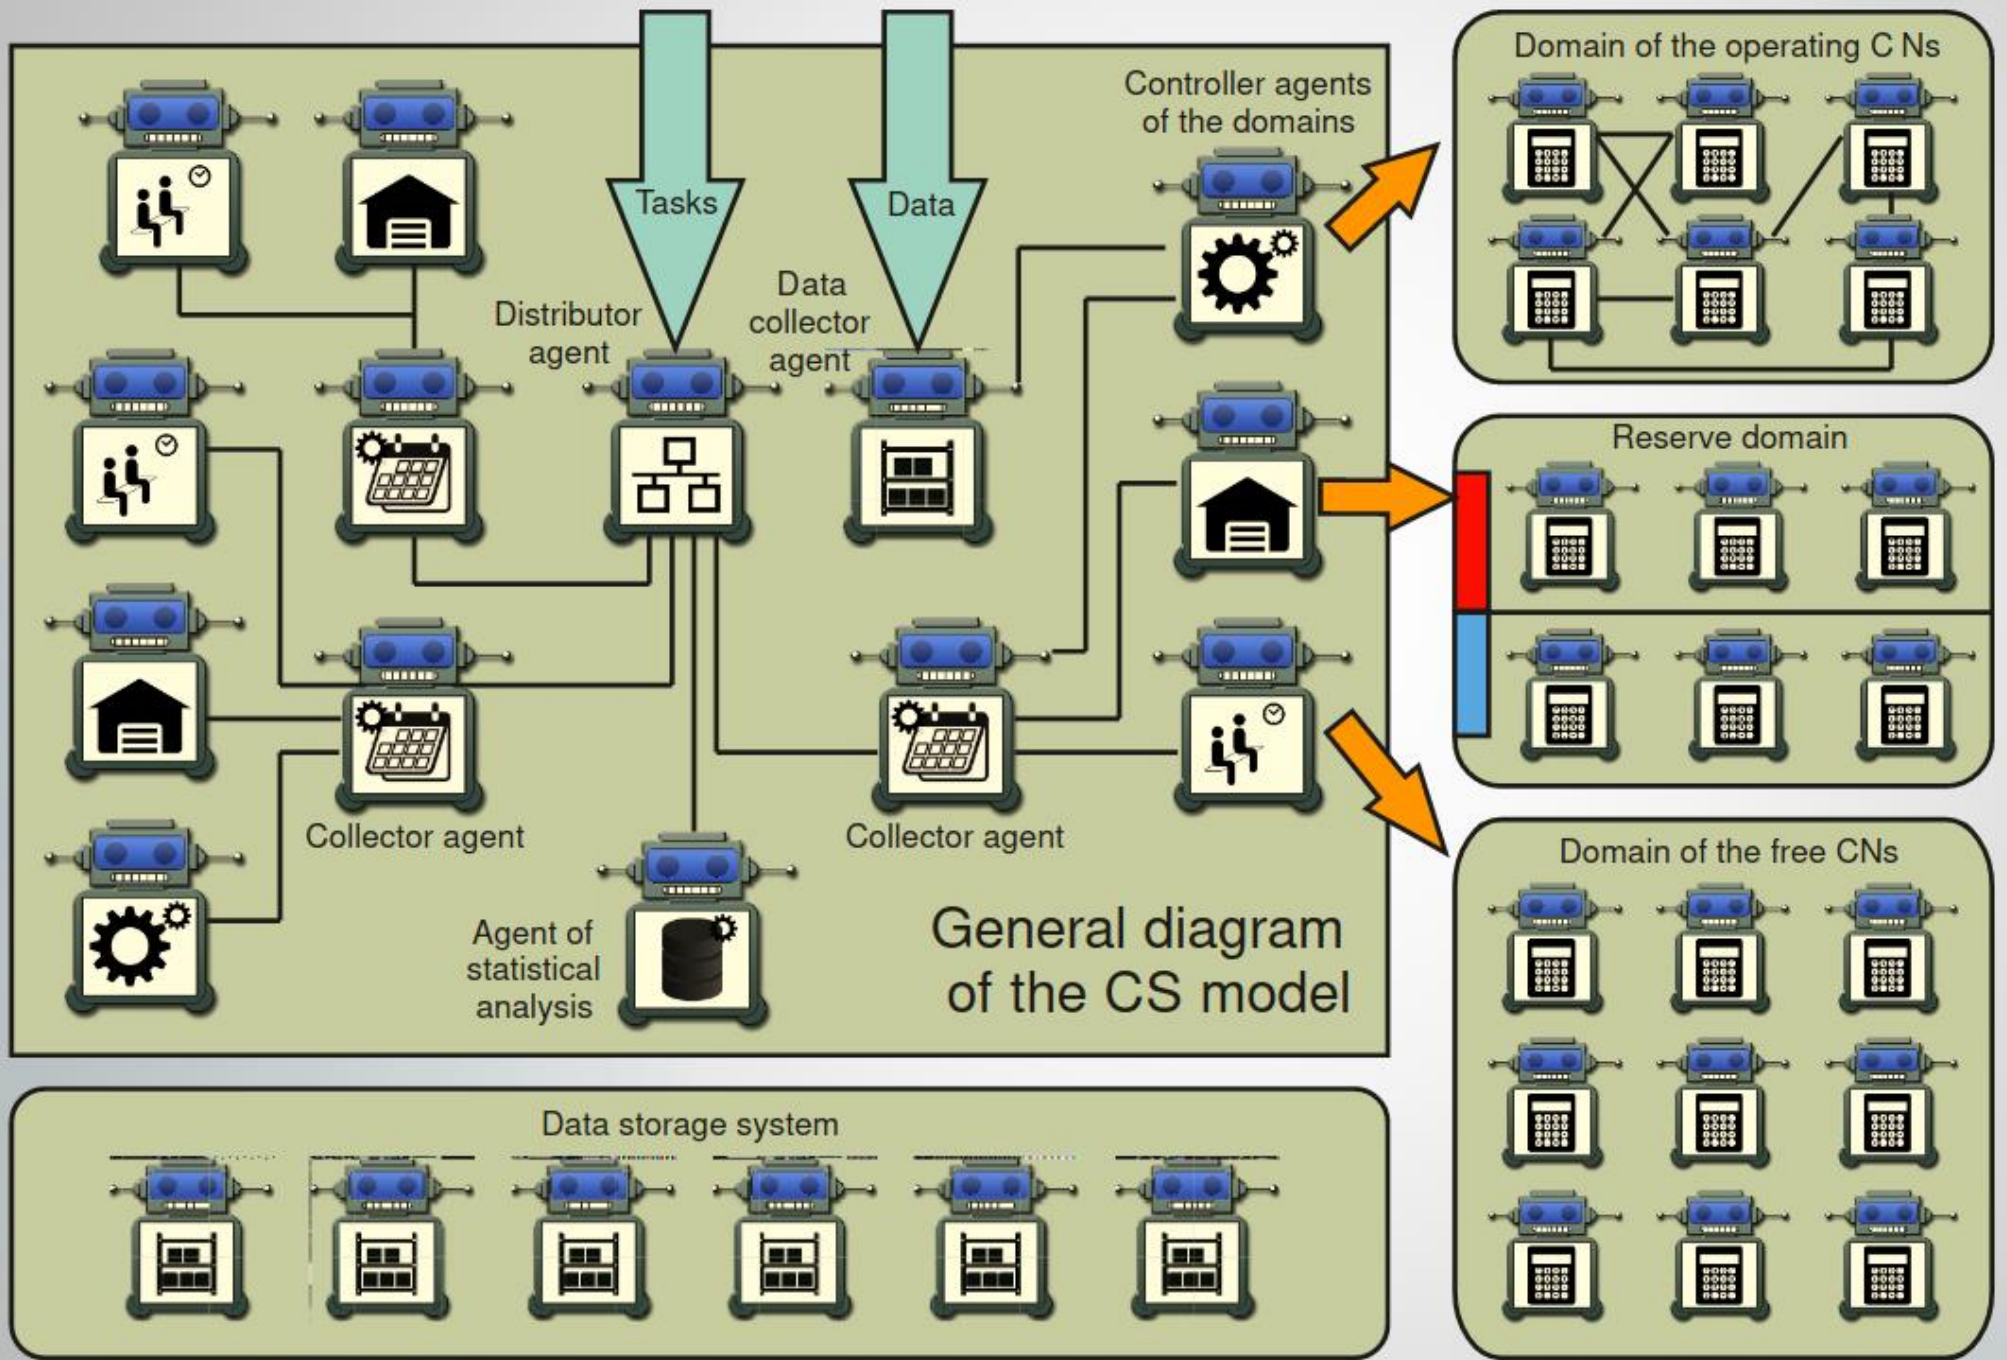 Tasks
Data
Controller agents
of the domains
Distributor
agent
Data
collector
agent
Collector agent
Collector agent
Agent of
statistical
analysis
General diagram
of the CS model
Domain of the operating C Ns
Reserve domain
Domain of the free CNs
Data storage system